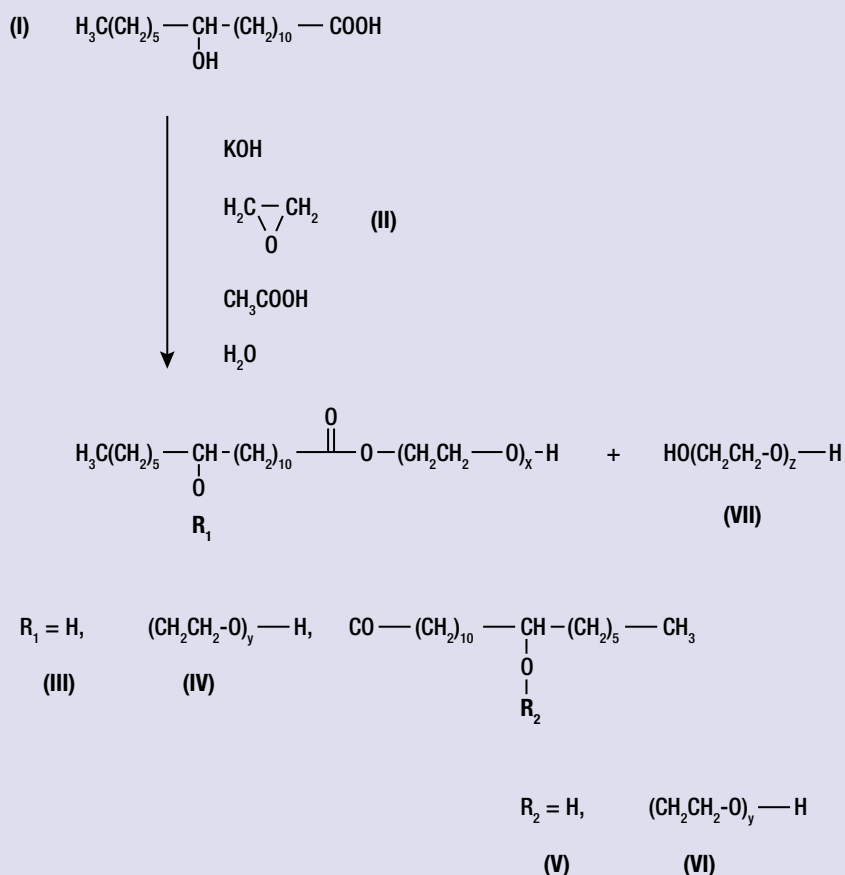 (I) H₃C(CH₂)₅—CH-(CH₂)₁₀—COOH
OH
KOH
H₂C—CH₂ (II)
O
CH₃COOH
H₂O
O
H₃C(CH₂)₅—CH-(CH₂)₁₀—O-(CH₂CH₂—O)ₓ-H + HO(CH₂CH₂-O)z—H
O
R₁ (VII)
R₁ = H, (CH₂CH₂-O)y—H, CO—(CH₂)₁₀—CH-(CH₂)₅—CH₃
O
(III) (IV)
R₂
R₂ = H, (CH₂CH₂-O)y—H
(V) (VI)